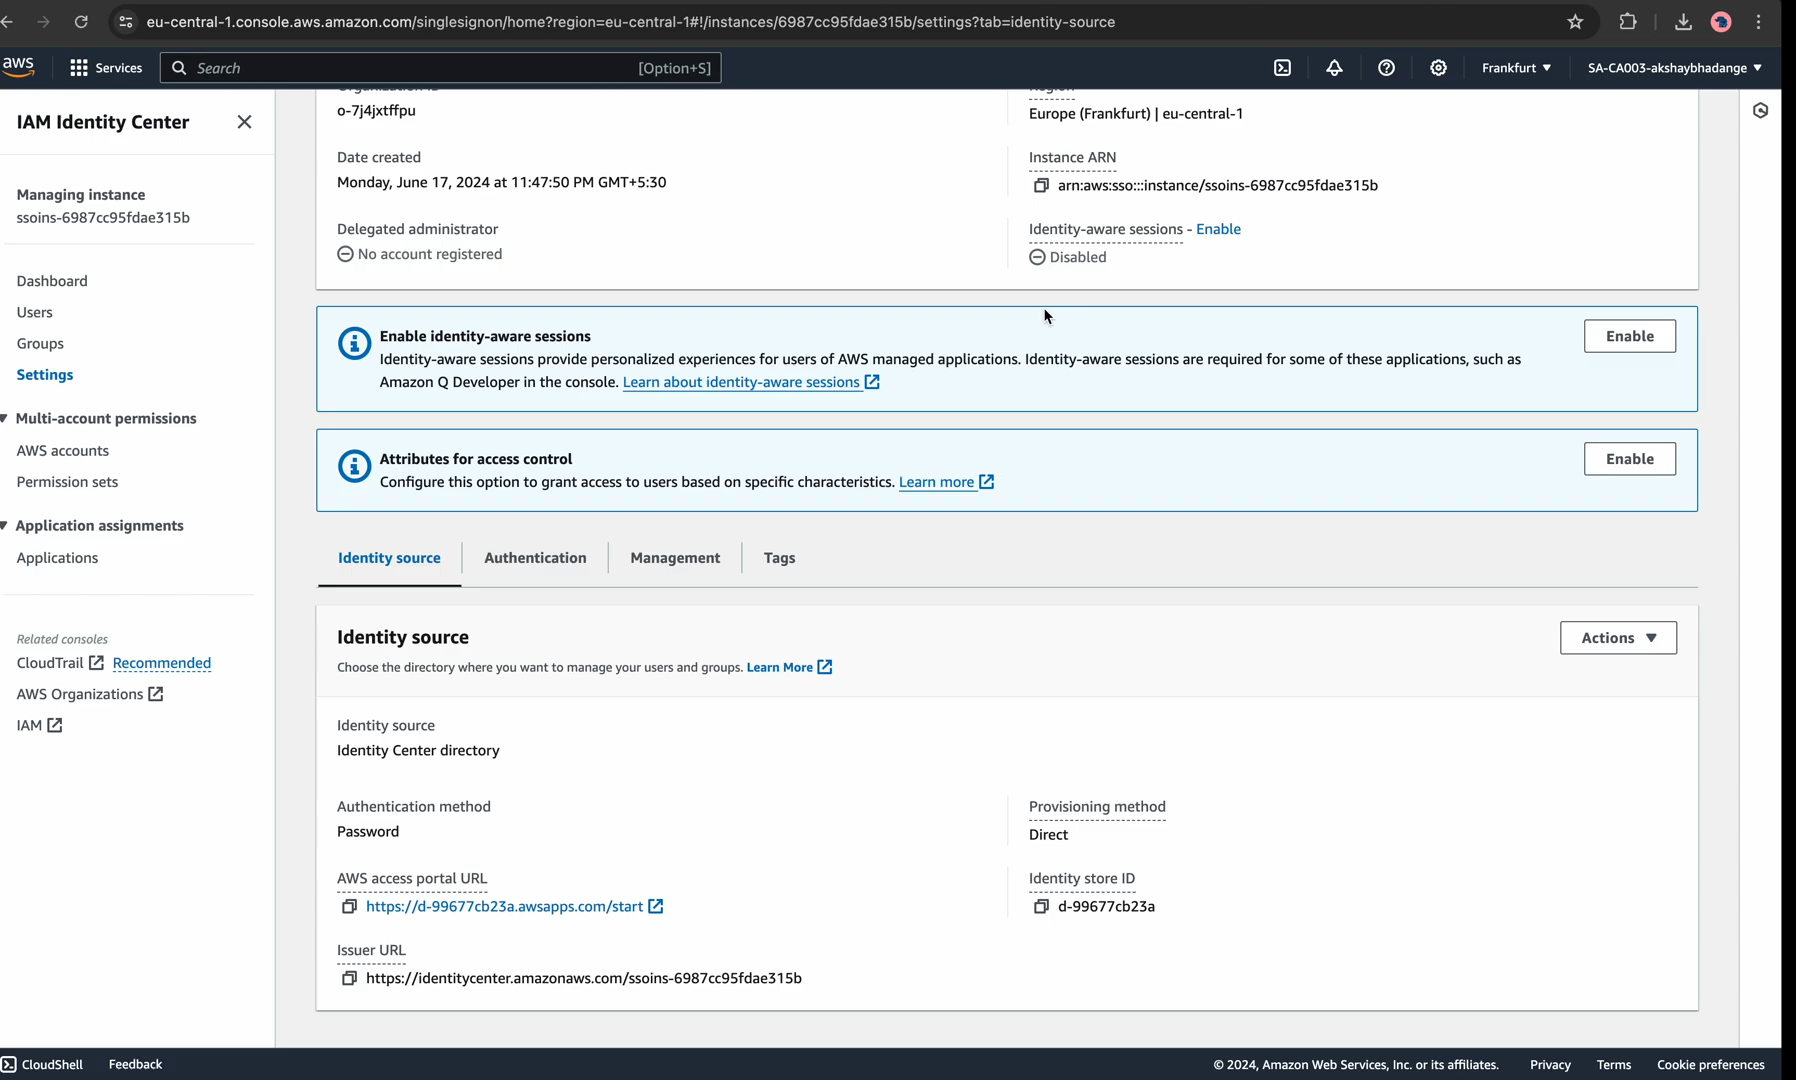 eu-central-1.console.aws.amazon.com/singlesignon/home?region=eu-central-1#!/instances/6987cc95fdae315b/settings?tab=identity-source
aws
Services
Search
[Option+S]
Frankfurt
SA-CA003-akshaybhadange
IAM Identity Center
Managing instance
ssoins-6987cc95fdae315b
Dashboard
Users
Groups
Settings
Multi-account permissions
AWS accounts
Permission sets
Application assignments
Applications
Related consoles
CloudTrail Recommended
AWS Organizations
IAM
o-7j4jxtffpu
Region
Europe (Frankfurt) | eu-central-1
Date created
Monday, June 17, 2024 at 11:47:50 PM GMT+5:30
Instance ARN
arn:aws:sso:::instance/ssoins-6987cc95fdae315b
Delegated administrator
No account registered
Identity-aware sessions - Enable
Disabled
Enable identity-aware sessions
Identity-aware sessions provide personalized experiences for users of AWS managed applications. Identity-aware sessions are required for some of these applications, such as
Amazon Q Developer in the console. Learn about identity-aware sessions
Enable
Attributes for access control
Configure this option to grant access to users based on specific characteristics. Learn more
Enable
Identity source
Authentication
Management
Tags
Identity source
Choose the directory where you want to manage your users and groups. Learn More
Actions
Identity source
Identity Center directory
Authentication method
Password
Provisioning method
Direct
AWS access portal URL
https://d-99677cb23a.awsapps.com/start
Identity store ID
d-99677cb23a
Issuer URL
https://identitycenter.amazonaws.com/ssoins-6987cc95fdae315b
CloudShell
Feedback
© 2024, Amazon Web Services, Inc. or its affiliates.
Privacy
Terms
Cookie preferences